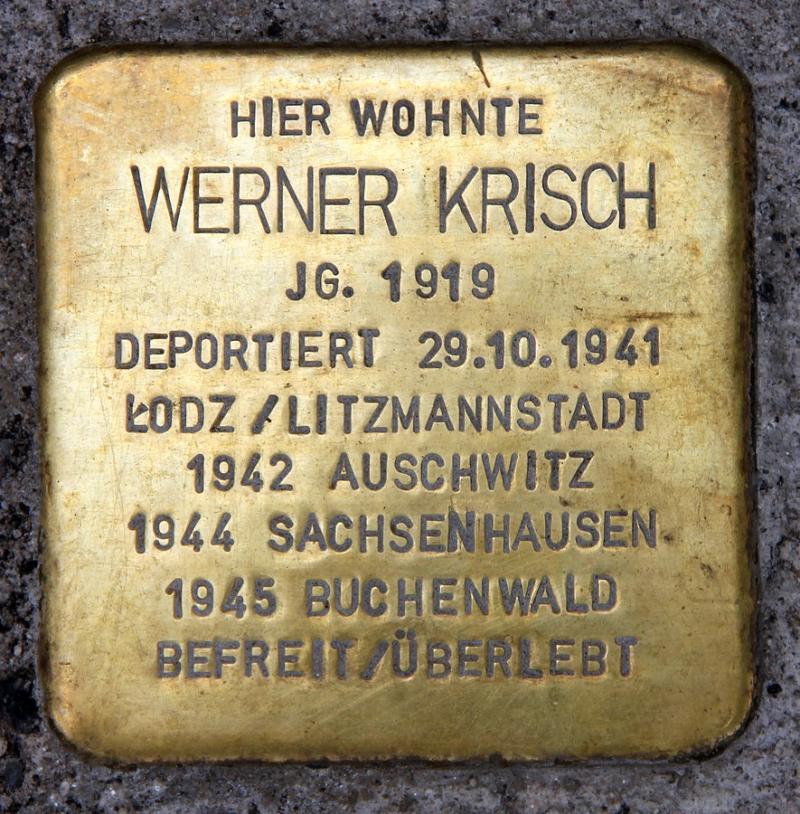 HIER WOHNTE
WERNER KRISCH
JG. 1919
DEPORTIERT 29.10.1941
ŁODZ/LITZMANNSTADT
1942 AUSCHWITZ
1944 SACHSENHAUSEN
1945 BUCHENWALD
BEFREIT/ÜBERLEBT